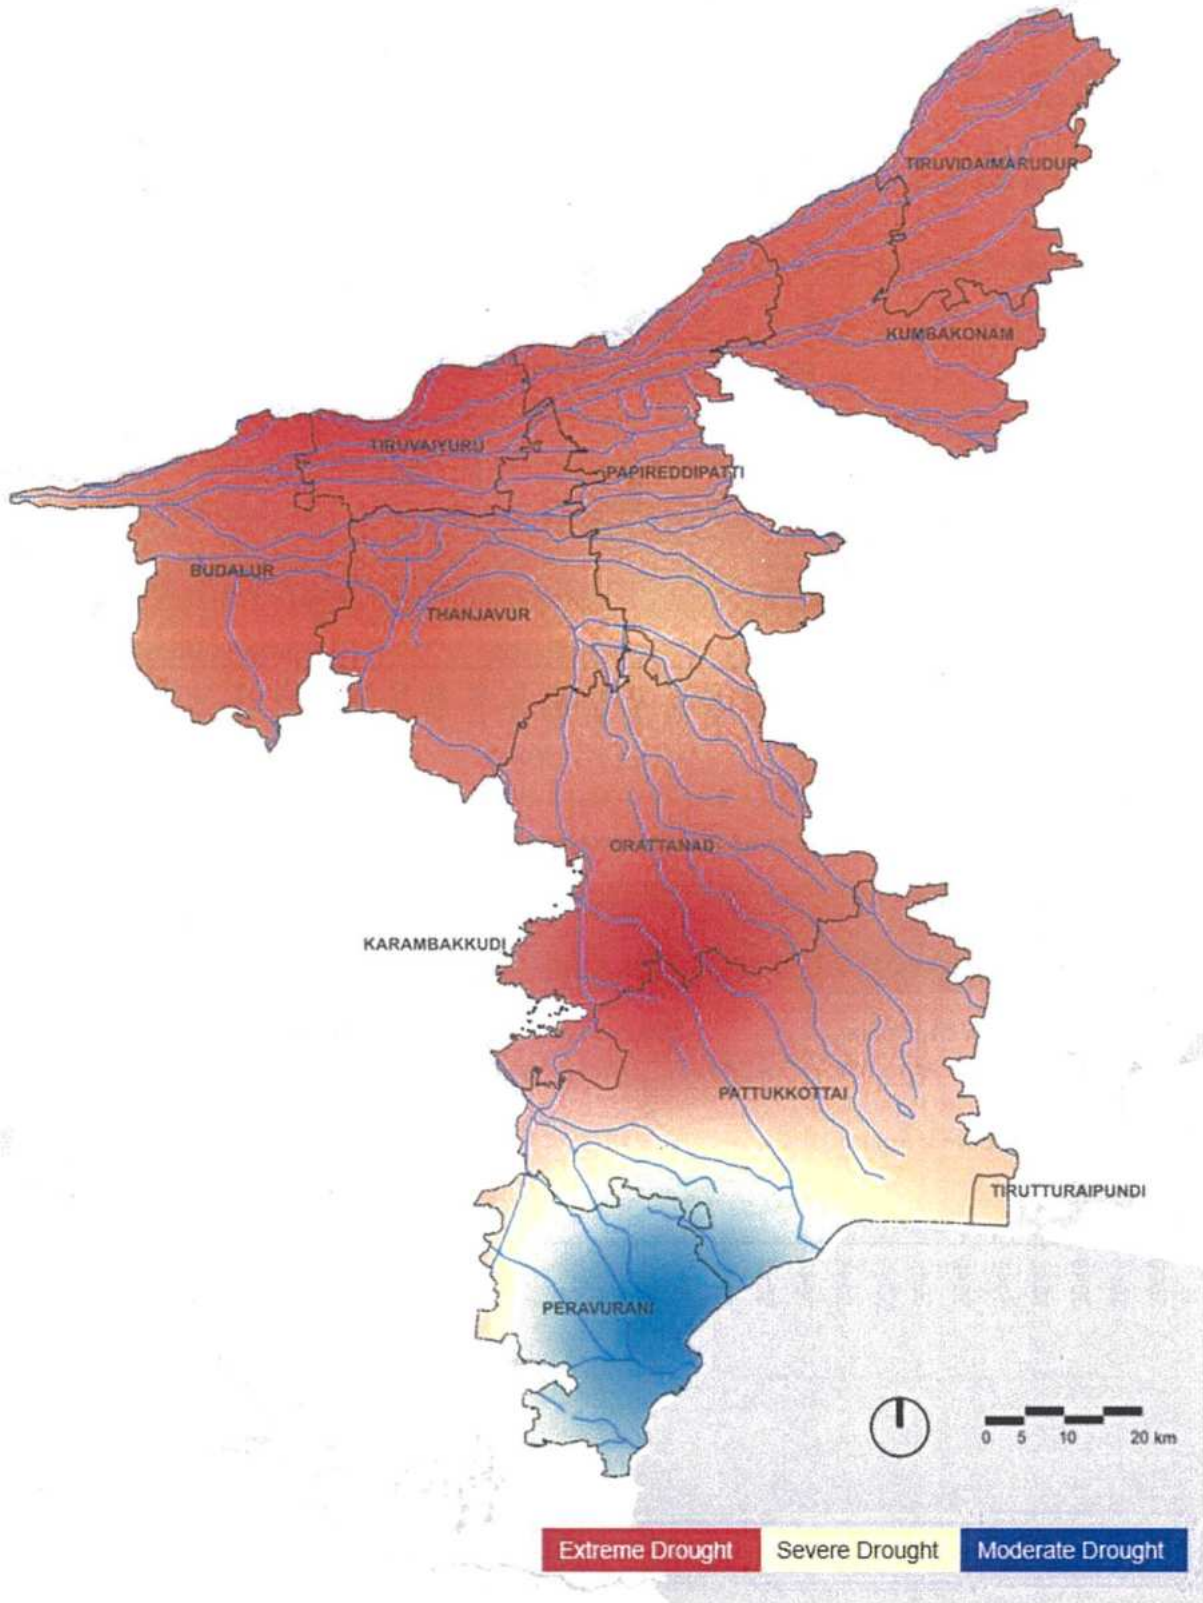 TIRUVIDAIMARUDUR
KUMBAKONAM
TIRUVAIYURU
PAPIREDDIPATTI
BUDALUR
THANJAVUR
ORATTANAD
KARAMBAKKUDI
PATTUKKOTTAI
TIRUTTURAIPUNDI
PERAVURANI
0 5 10 20 km
Extreme Drought Severe Drought Moderate Drought